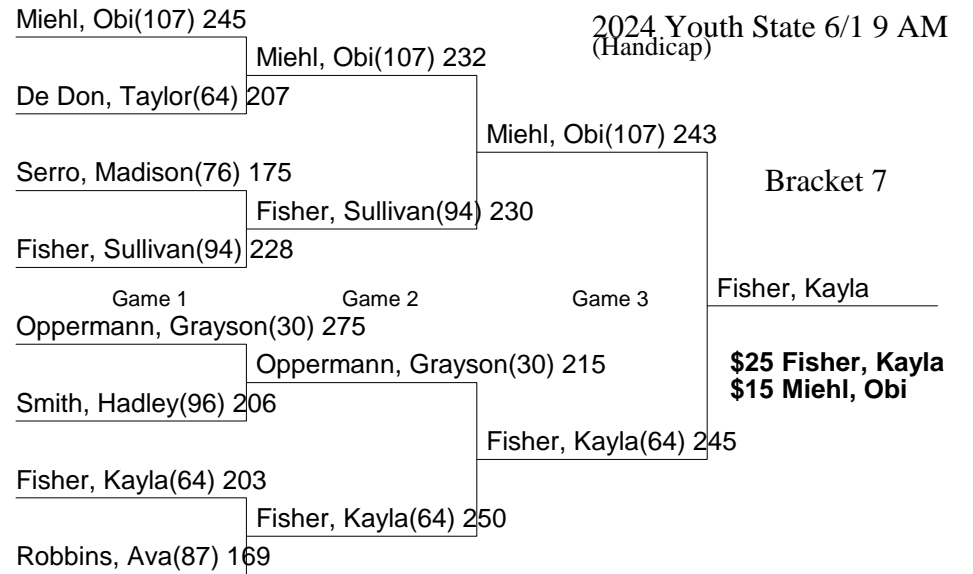 Miehl, Obi(107) 245
2024 Youth State 6/1 9 AM
(Handicap)
Miehl, Obi(107) 232
De Don, Taylor(64) 207
Miehl, Obi(107) 243
Serro, Madison(76) 175
Bracket 7
Fisher, Sullivan(94) 230
Fisher, Sullivan(94) 228
Game 1 Game 2 Game 3
Fisher, Kayla
Oppermann, Grayson(30) 275
Oppermann, Grayson(30) 215
$25 Fisher, Kayla
$15 Miehl, Obi
Smith, Hadley(96) 206
Fisher, Kayla(64) 245
Fisher, Kayla(64) 203
Fisher, Kayla(64) 250
Robbins, Ava(87) 169